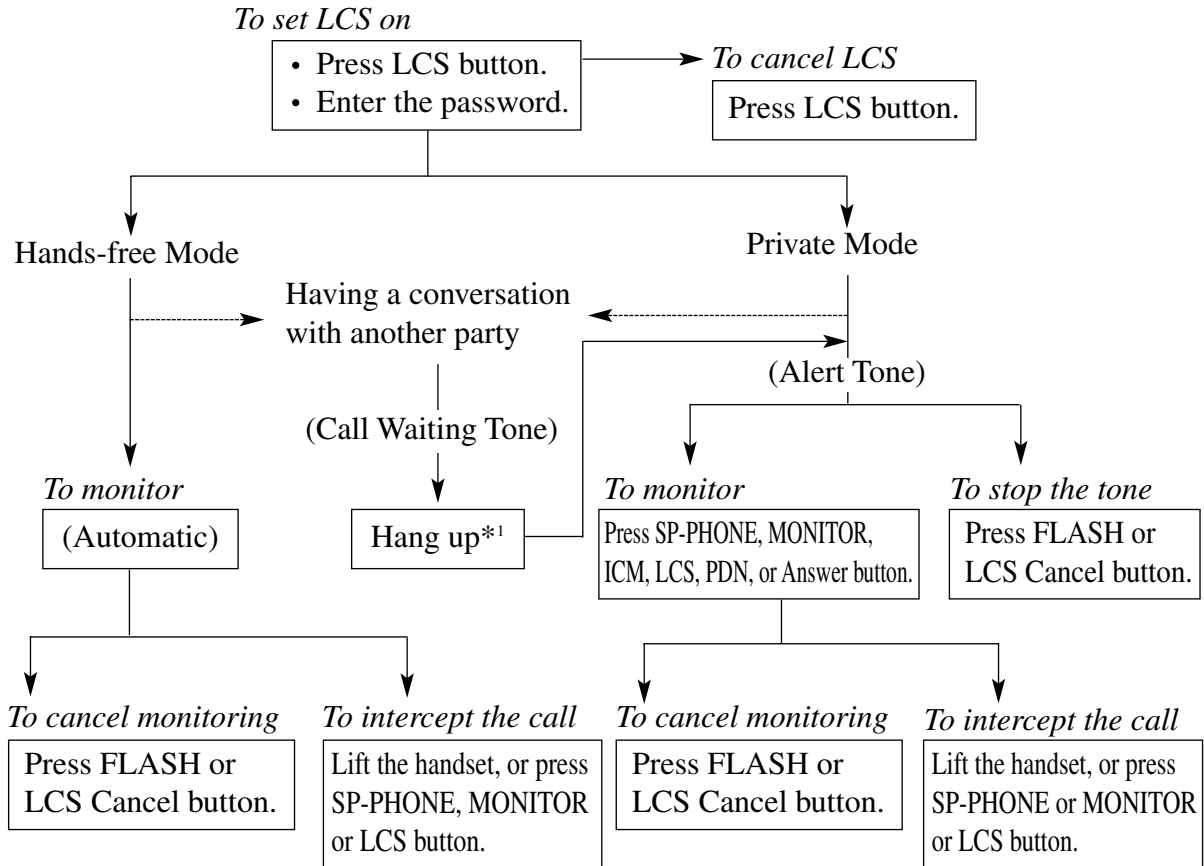 To set LCS on
• Press LCS button.
• Enter the password.
To cancel LCS
Press LCS button.
Hands-free Mode
Private Mode
Having a conversation
with another party
(Alert Tone)
(Call Waiting Tone)
To monitor
(Automatic)
Hang up*1
To monitor
Press SP-PHONE, MONITOR,
ICM, LCS, PDN, or Answer button.
To stop the tone
Press FLASH or
LCS Cancel button.
To cancel monitoring
Press FLASH or
LCS Cancel button.
To intercept the call
Lift the handset, or press
SP-PHONE, MONITOR
or LCS button.
To cancel monitoring
Press FLASH or
LCS Cancel button.
To intercept the call
Lift the handset, or press
SP-PHONE or MONITOR
or LCS button.